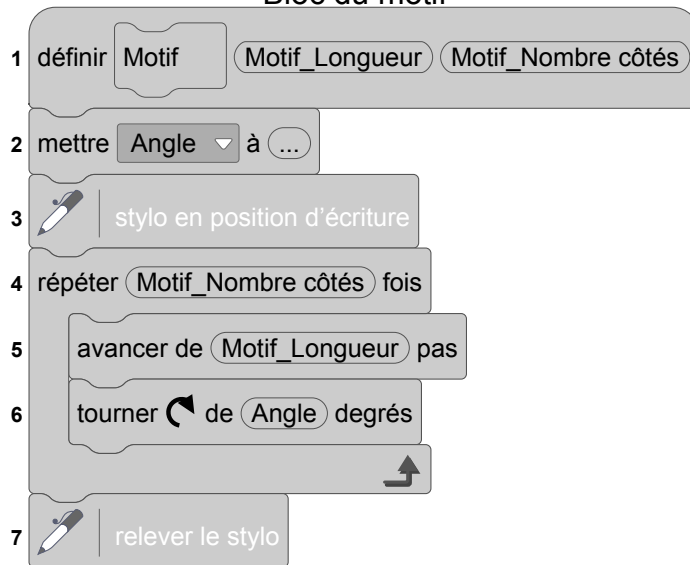 Bloc du motif
1 définir Motif Motif_Longueur Motif_Nombre côtés
2 mettre Angle à ...
3 stylo en position d’écriture
4 répéter Motif_Nombre côtés fois
5 avancer de Motif_Longueur pas
6 tourner de Angle degrés
7 relever le stylo